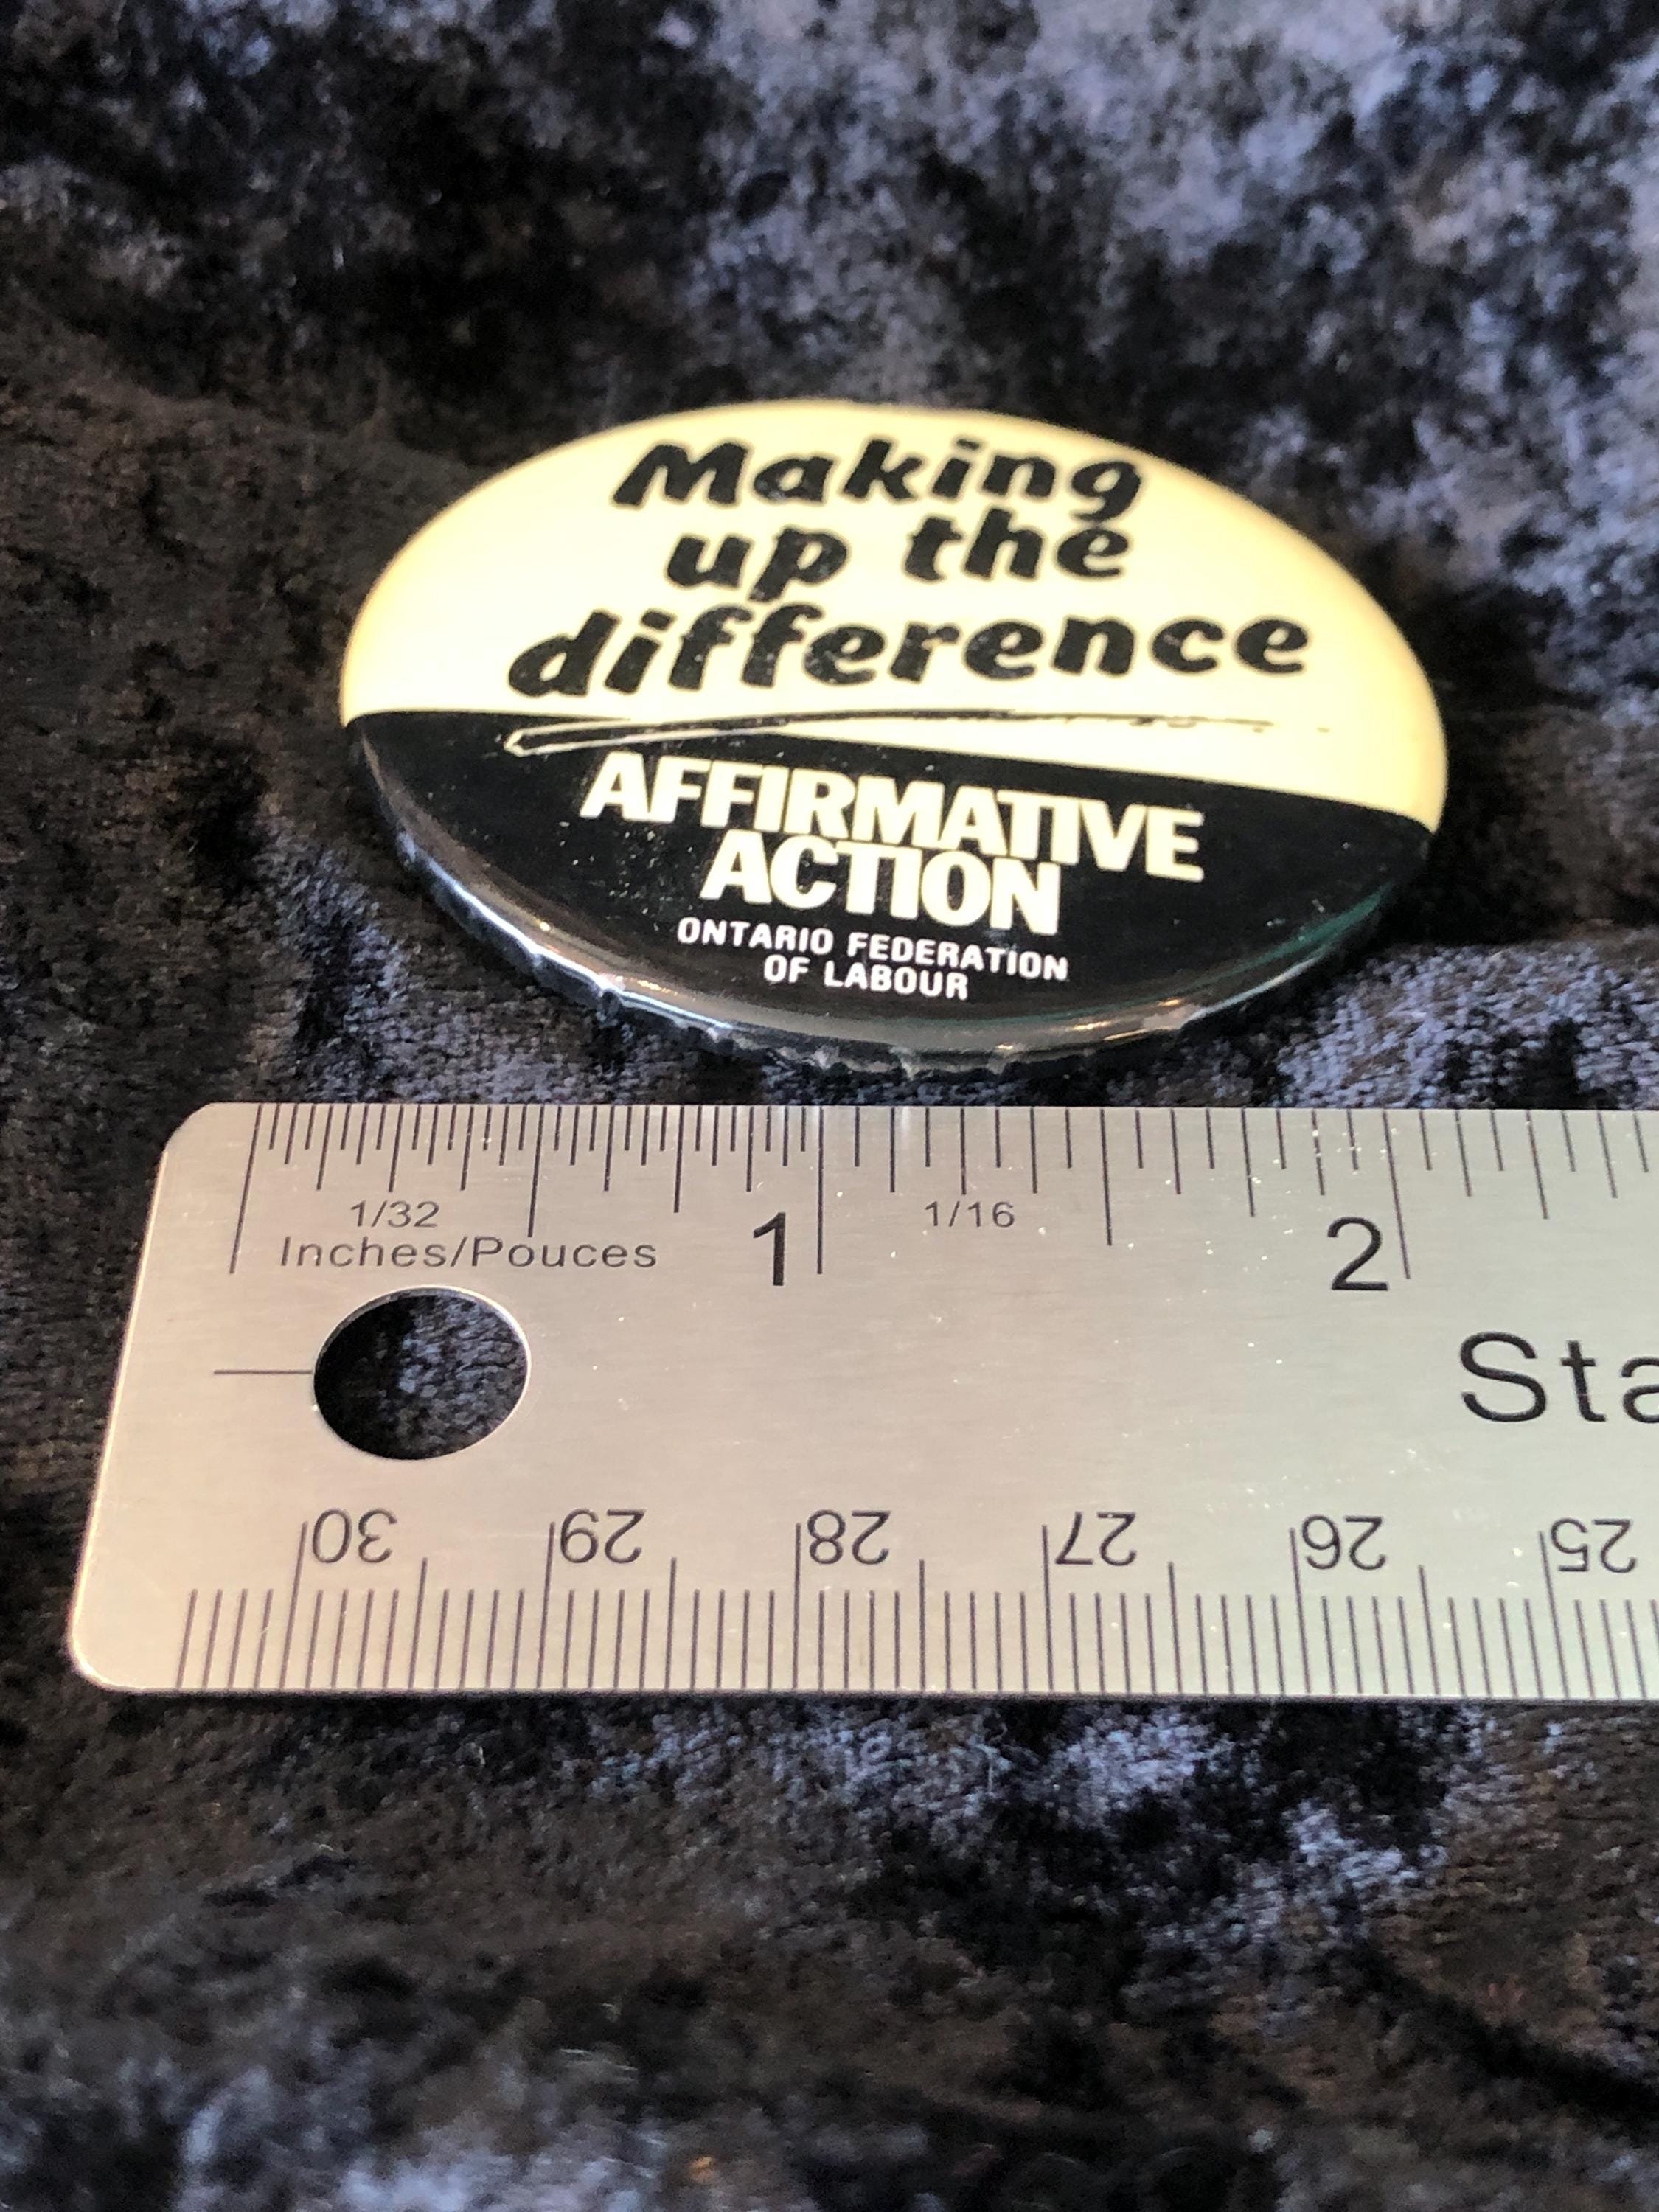 Making
up the
difference
AFFIRMATIVE
ACTION
ONTARIO FEDERATION
OF LABOUR
1/32
1
1/16
2
Inches/Pouces
Sta
30 29 28 27 26 25